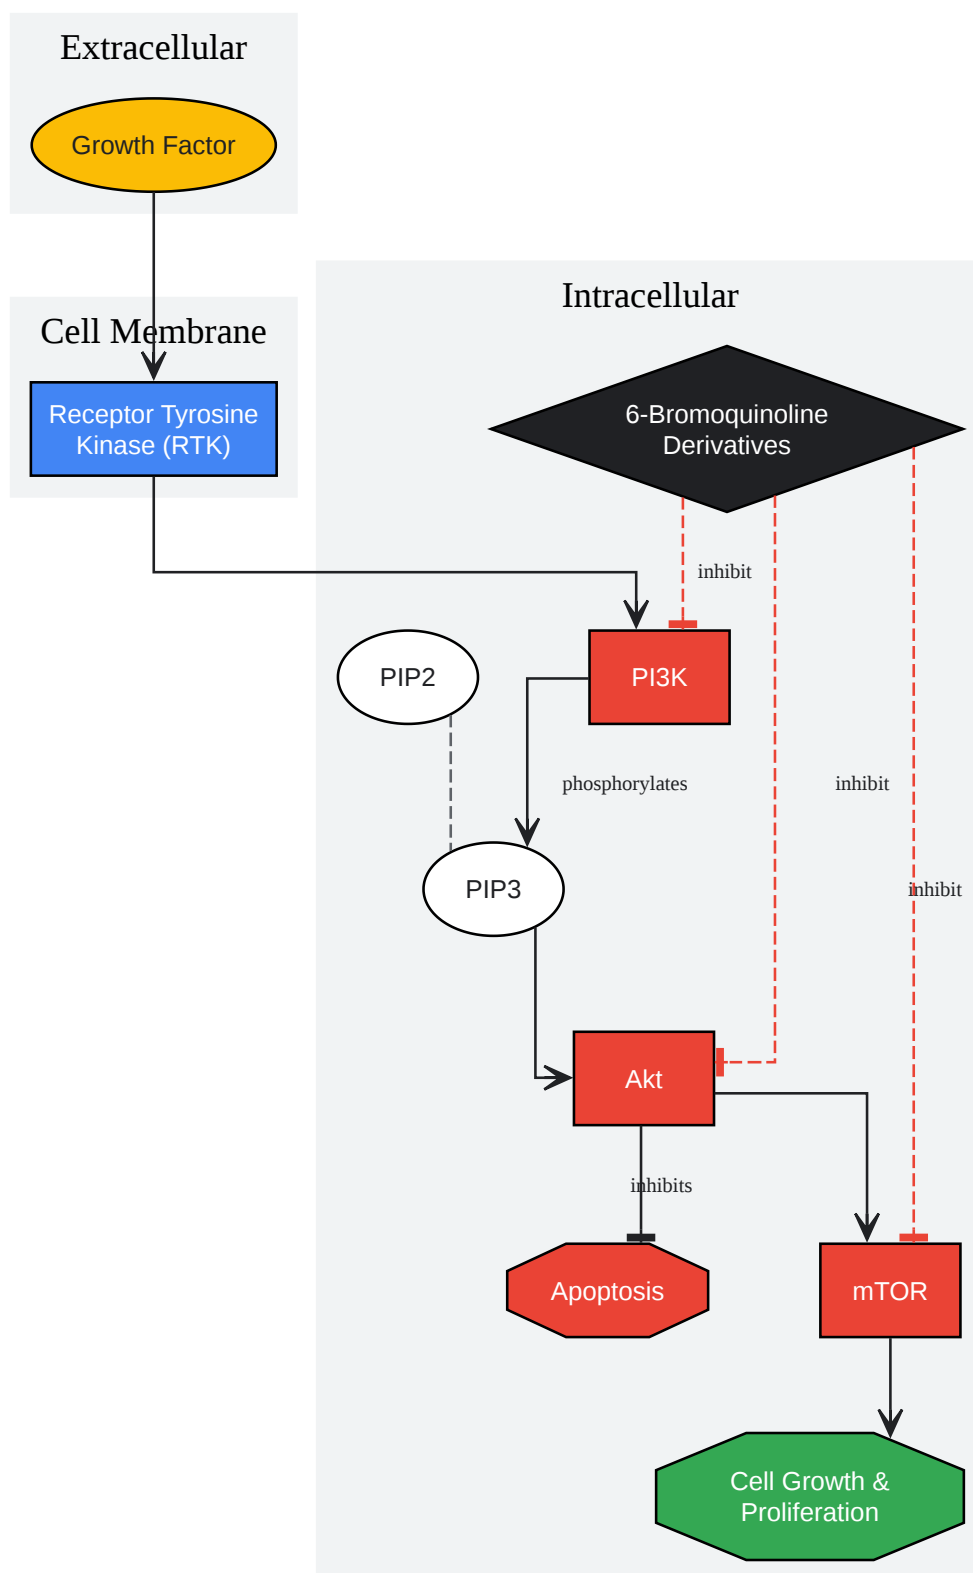 Extracellular
Growth Factor
Cell Membrane
Receptor Tyrosine
Kinase (RTK)
Intracellular
6-Bromoquinoline
Derivatives
inhibit
PIP2
PI3K
phosphorylates
inhibit
PIP3
inhibit
Akt
inhibits
Apoptosis
mTOR
Cell Growth &
Proliferation